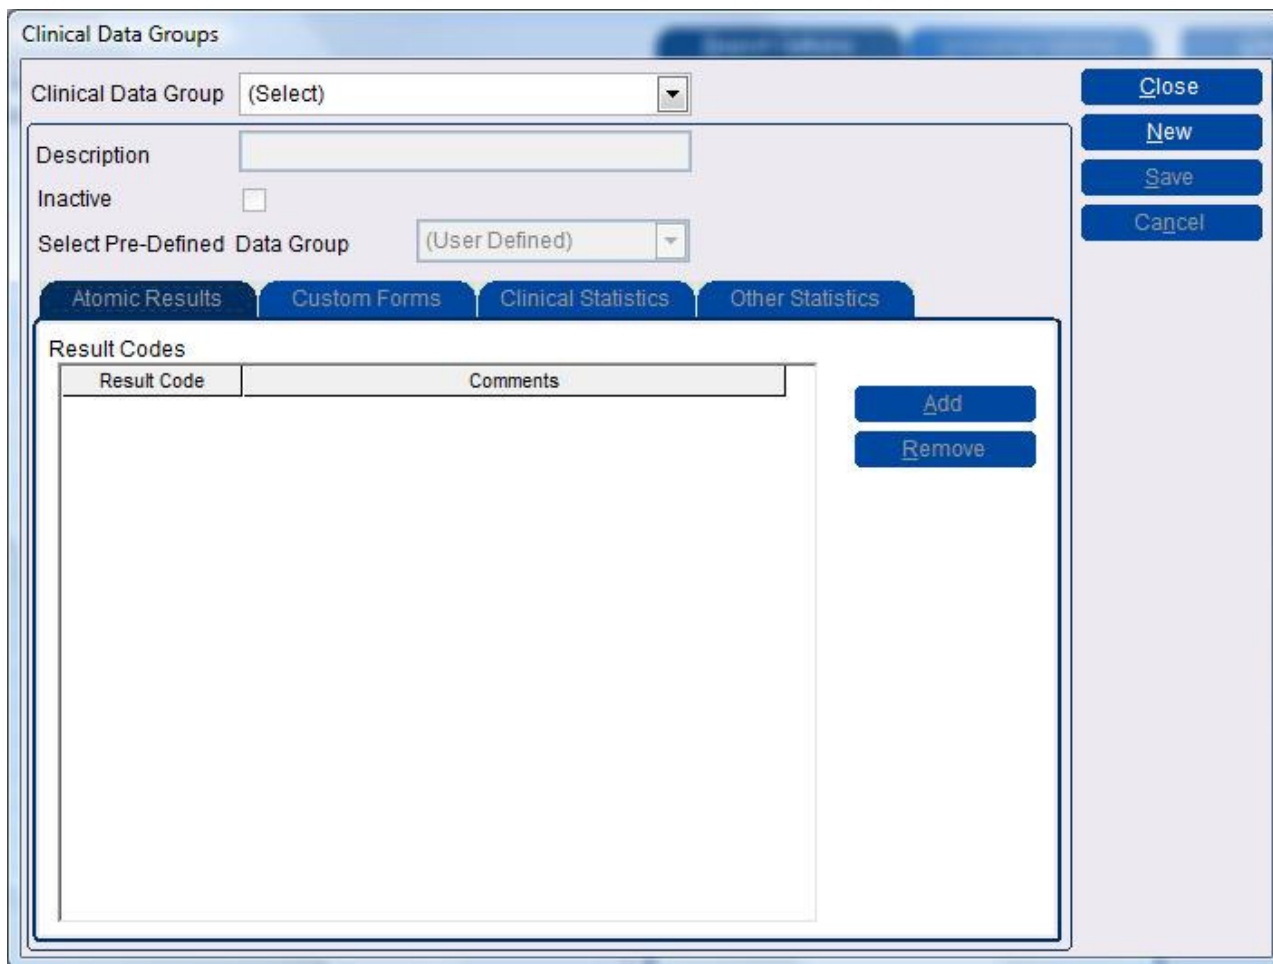 Clinical Data Groups
Clinical Data Group (Select)
Close
New
Save
Cancel
Description
Inactive
Select Pre-Defined Data Group (User Defined)
Atomic Results Custom Forms Clinical Statistics Other Statistics
Result Codes
Result Code Comments
Add
Remove